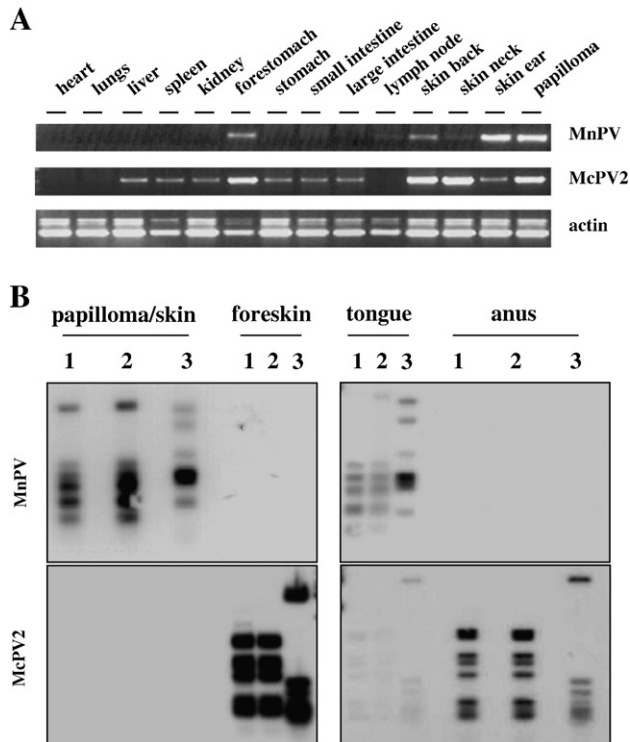 A
heart lungs liver spleen kidney forestomach stomach small intestine large intestine lymph node skin back skin neck skin ear papilloma
MnPV
McPV2
actin
B
papilloma/skin foreskin tongue anus
1 2 3 1 2 3 1 2 3 1 2 3
MnPV
McPV2